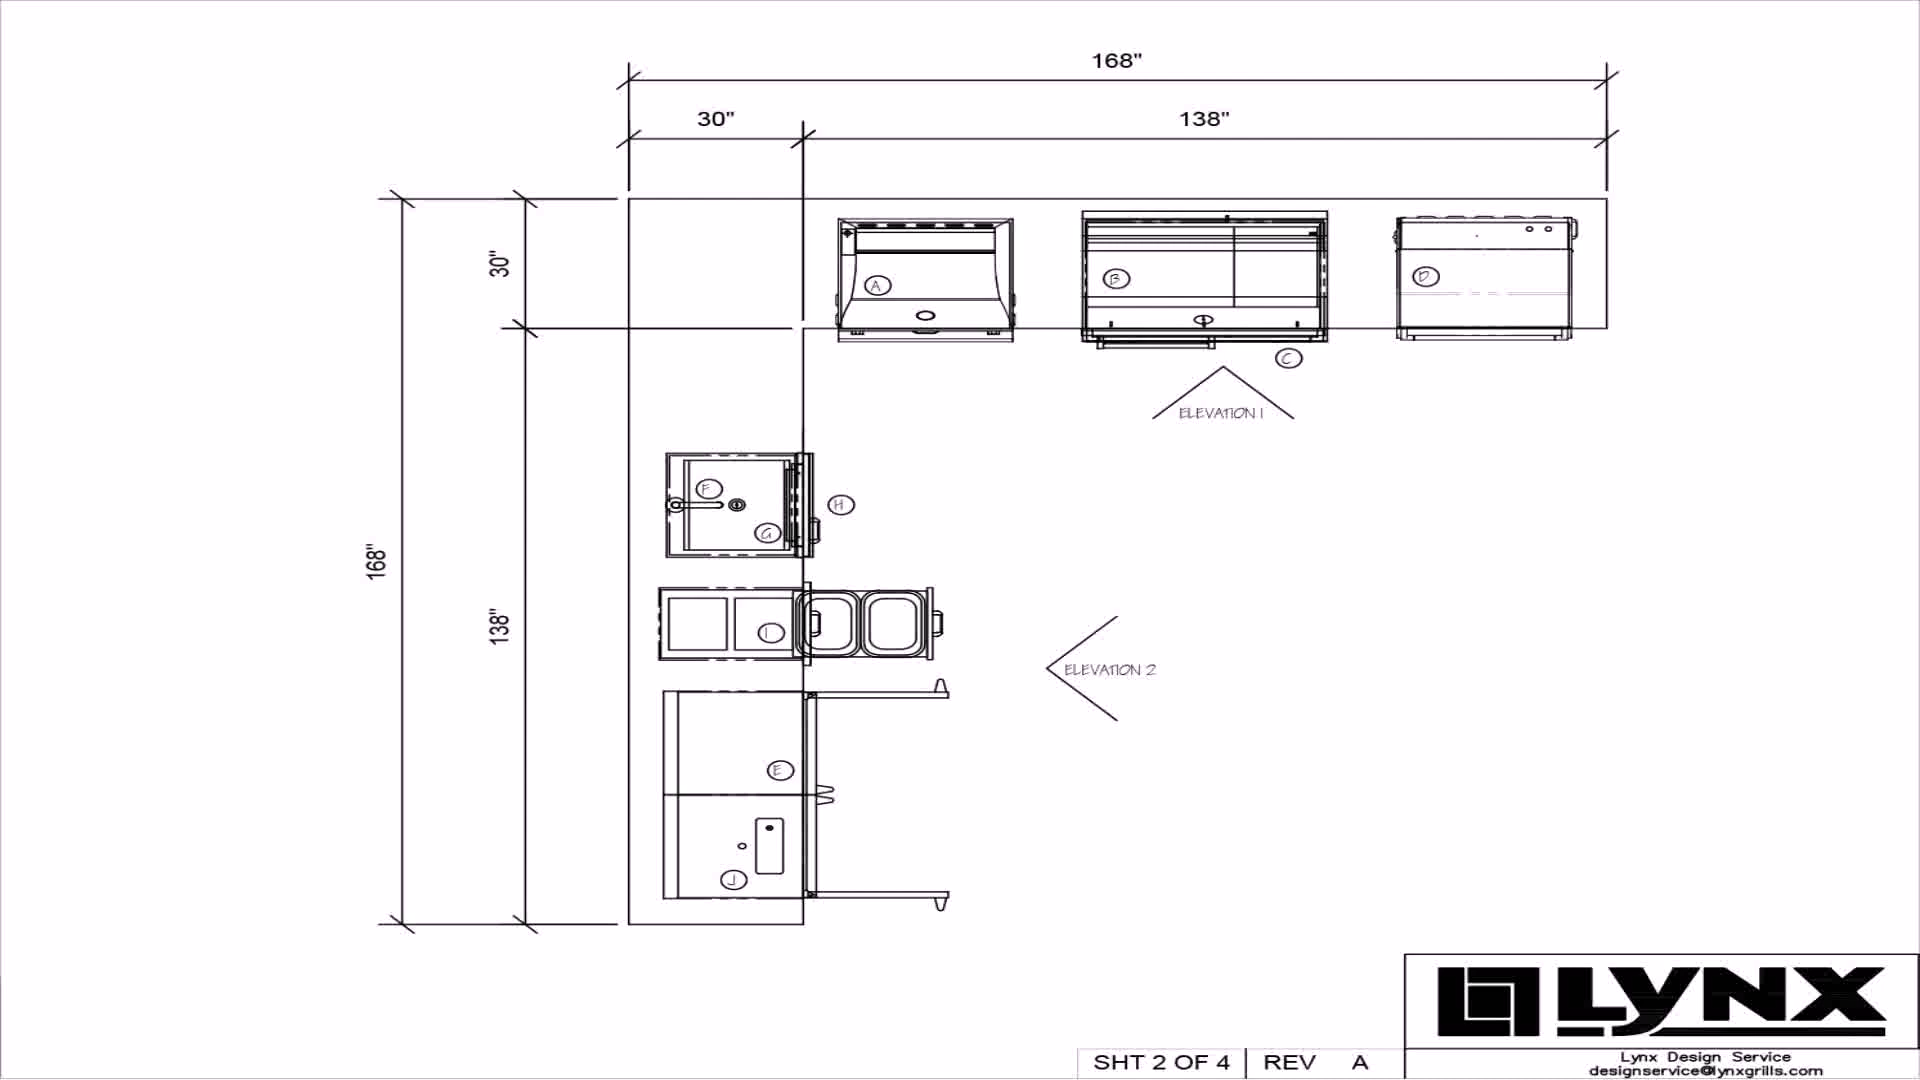 168"
30"
138"
30"
168"
138"
A
B
D
C
ELEVATION 1
F
H
G
I
ELEVATION 2
E
J
LYNX
SHT 2 OF 4
REV A
Lynx Design Service
designservice@lynxgrills.com